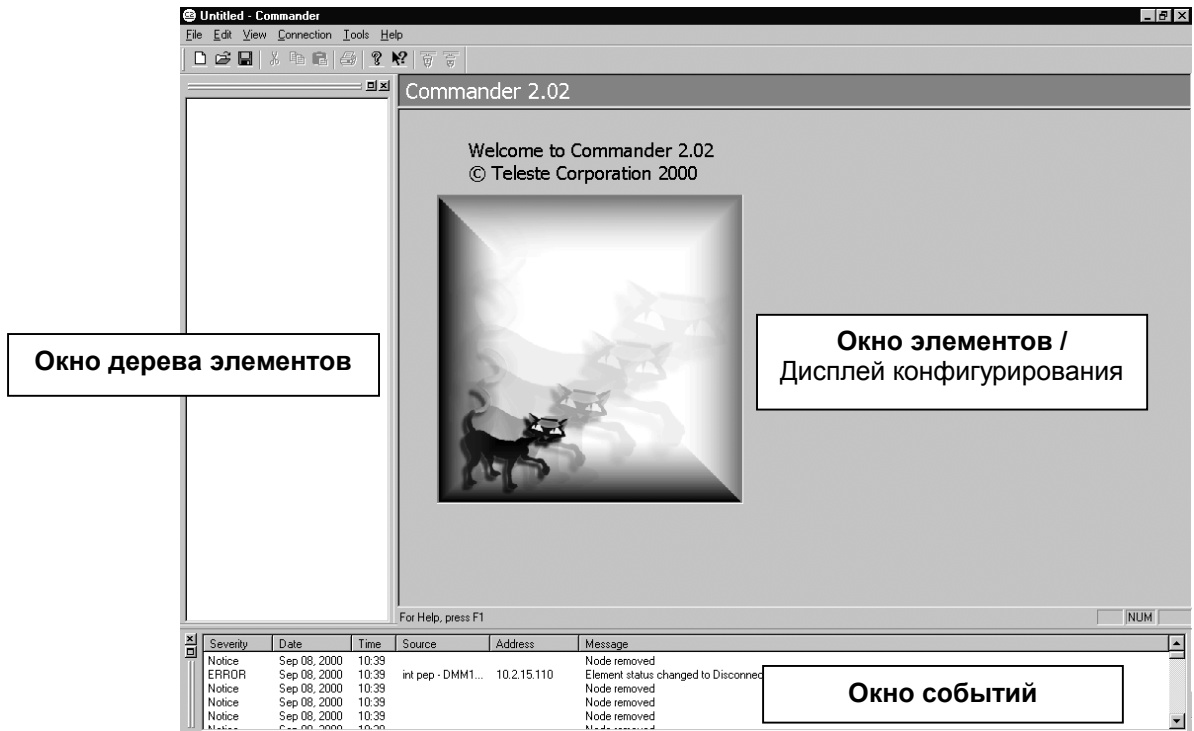 Untitled - Commander
File Edit View Connection Tools Help
Commander 2.02
Welcome to Commander 2.02
© Teleste Corporation 2000
Окно дерева элементов
Окно элементов /
Дисплей конфигурирования
For Help, press F1
NUM
Severity Date Time Source Address Message
Notice Sep 08, 2000 10:39 Node removed
ERROR Sep 08, 2000 10:39 int pep - DMM1... 10.2.15.110 Element status changed to Disconnec
Notice Sep 08, 2000 10:39 Node removed
Notice Sep 08, 2000 10:39 Node removed
Notice Sep 08, 2000 10:39 Node removed
Окно событий